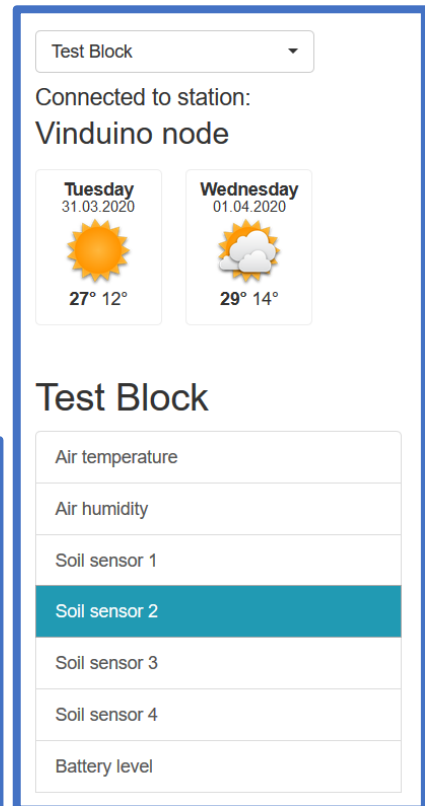 Test Block
Connected to station:
Vinduino node
Tuesday
31.03.2020
27° 12°
Wednesday
01.04.2020
29° 14°
Test Block
Air temperature
Air humidity
Soil sensor 1
Soil sensor 2
Soil sensor 3
Soil sensor 4
Battery level